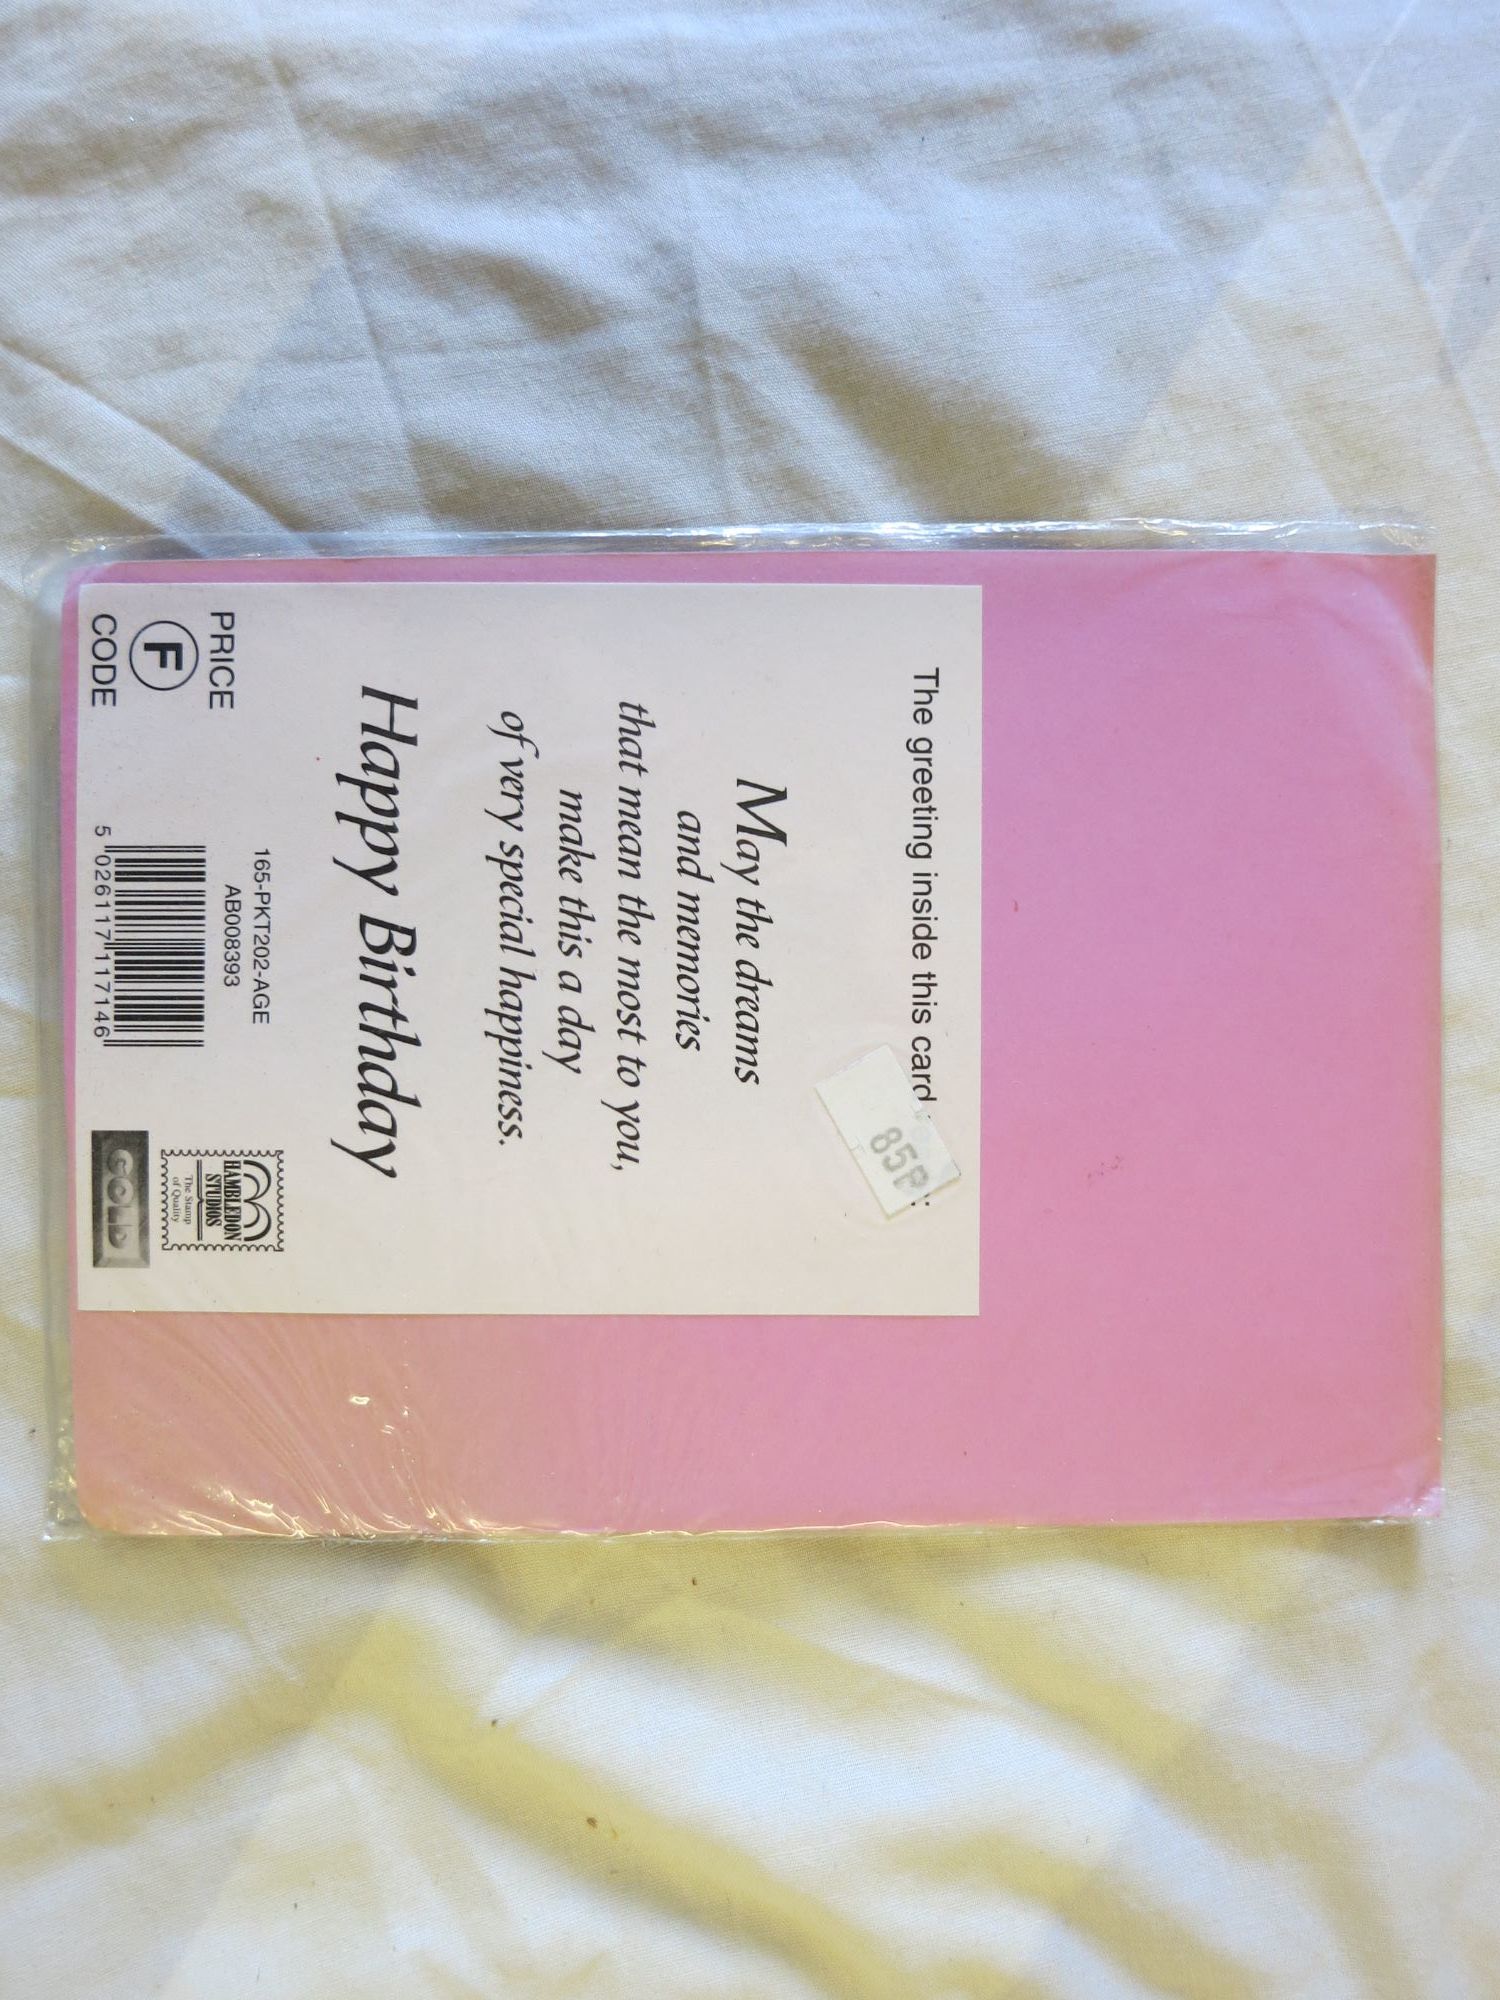 The greeting inside this card
85P
May the dreams
and memories
that mean the most to you,
make this a day
of very special happiness.
Happy Birthday
165-PKT202-AGE
AB008393
PRICE
F
CODE
5 026117 117146
HAMBLEDON
STUDIOS
The Stamp
of Quality
GOLD